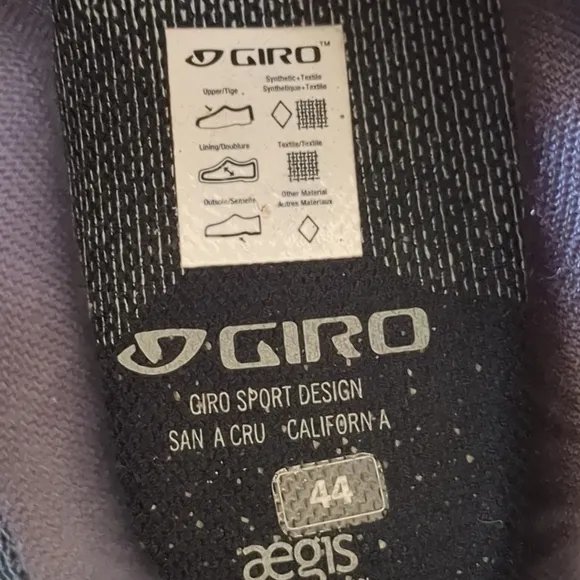 GIRO™
Upper/Tige
Synthetic+Textile
Synthetique+Textile
Lining/Doublure
Textile/Textile
Outsole/Semelle
Other Material
Autres Materiaux
GIRO
GIRO SPORT DESIGN
SAN A CRU CALIFORN A
44
aegis